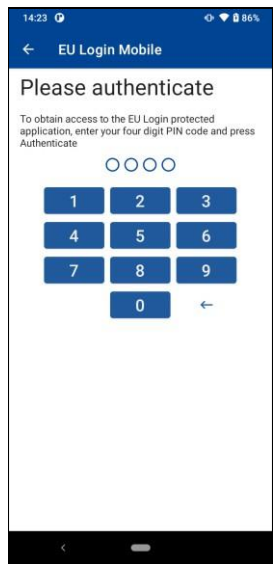 14:23 86%
EU Login Mobile
Please authenticate
To obtain access to the EU Login protected
application, enter your four digit PIN code and press
Authenticate
1 2 3
4 5 6
7 8 9
0